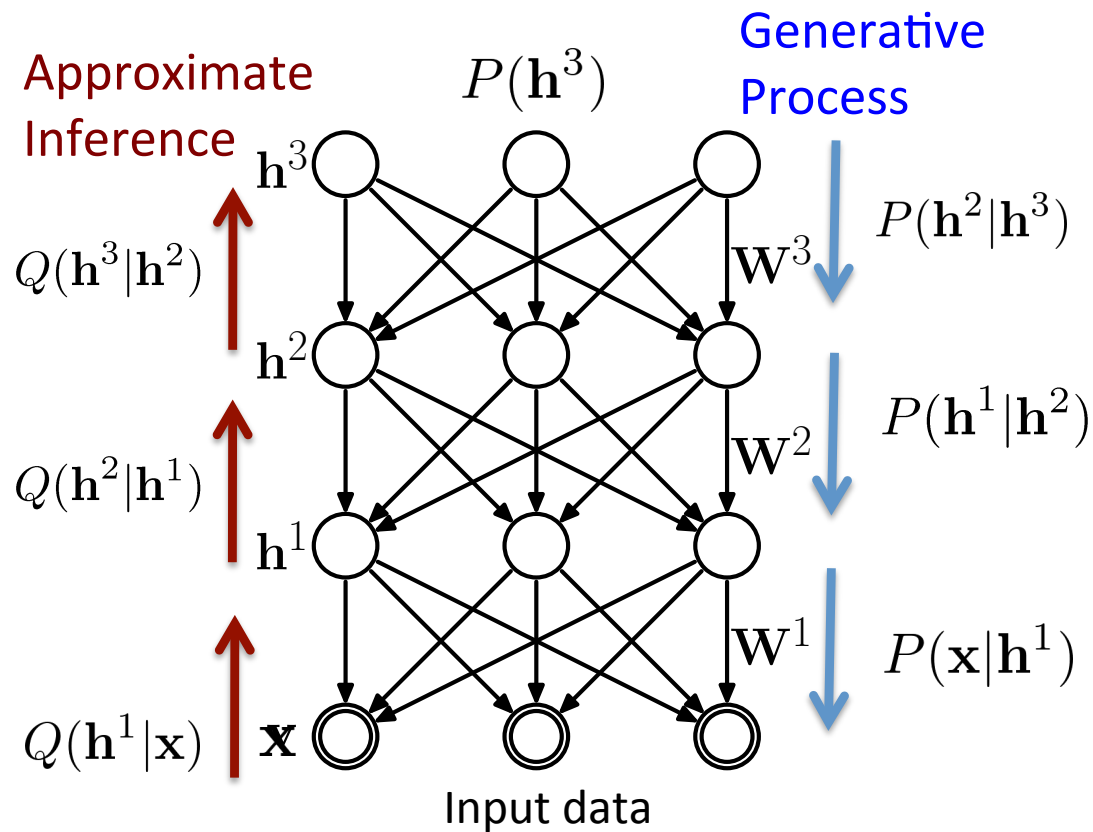 Approximate
Inference
P(h³)
Generative
Process
h³
P(h²|h³)
Q(h³|h²)
W³
h²
P(h¹|h²)
Q(h²|h¹)
W²
h¹
W¹
P(x|h¹)
Q(h¹|x)
x
Input data